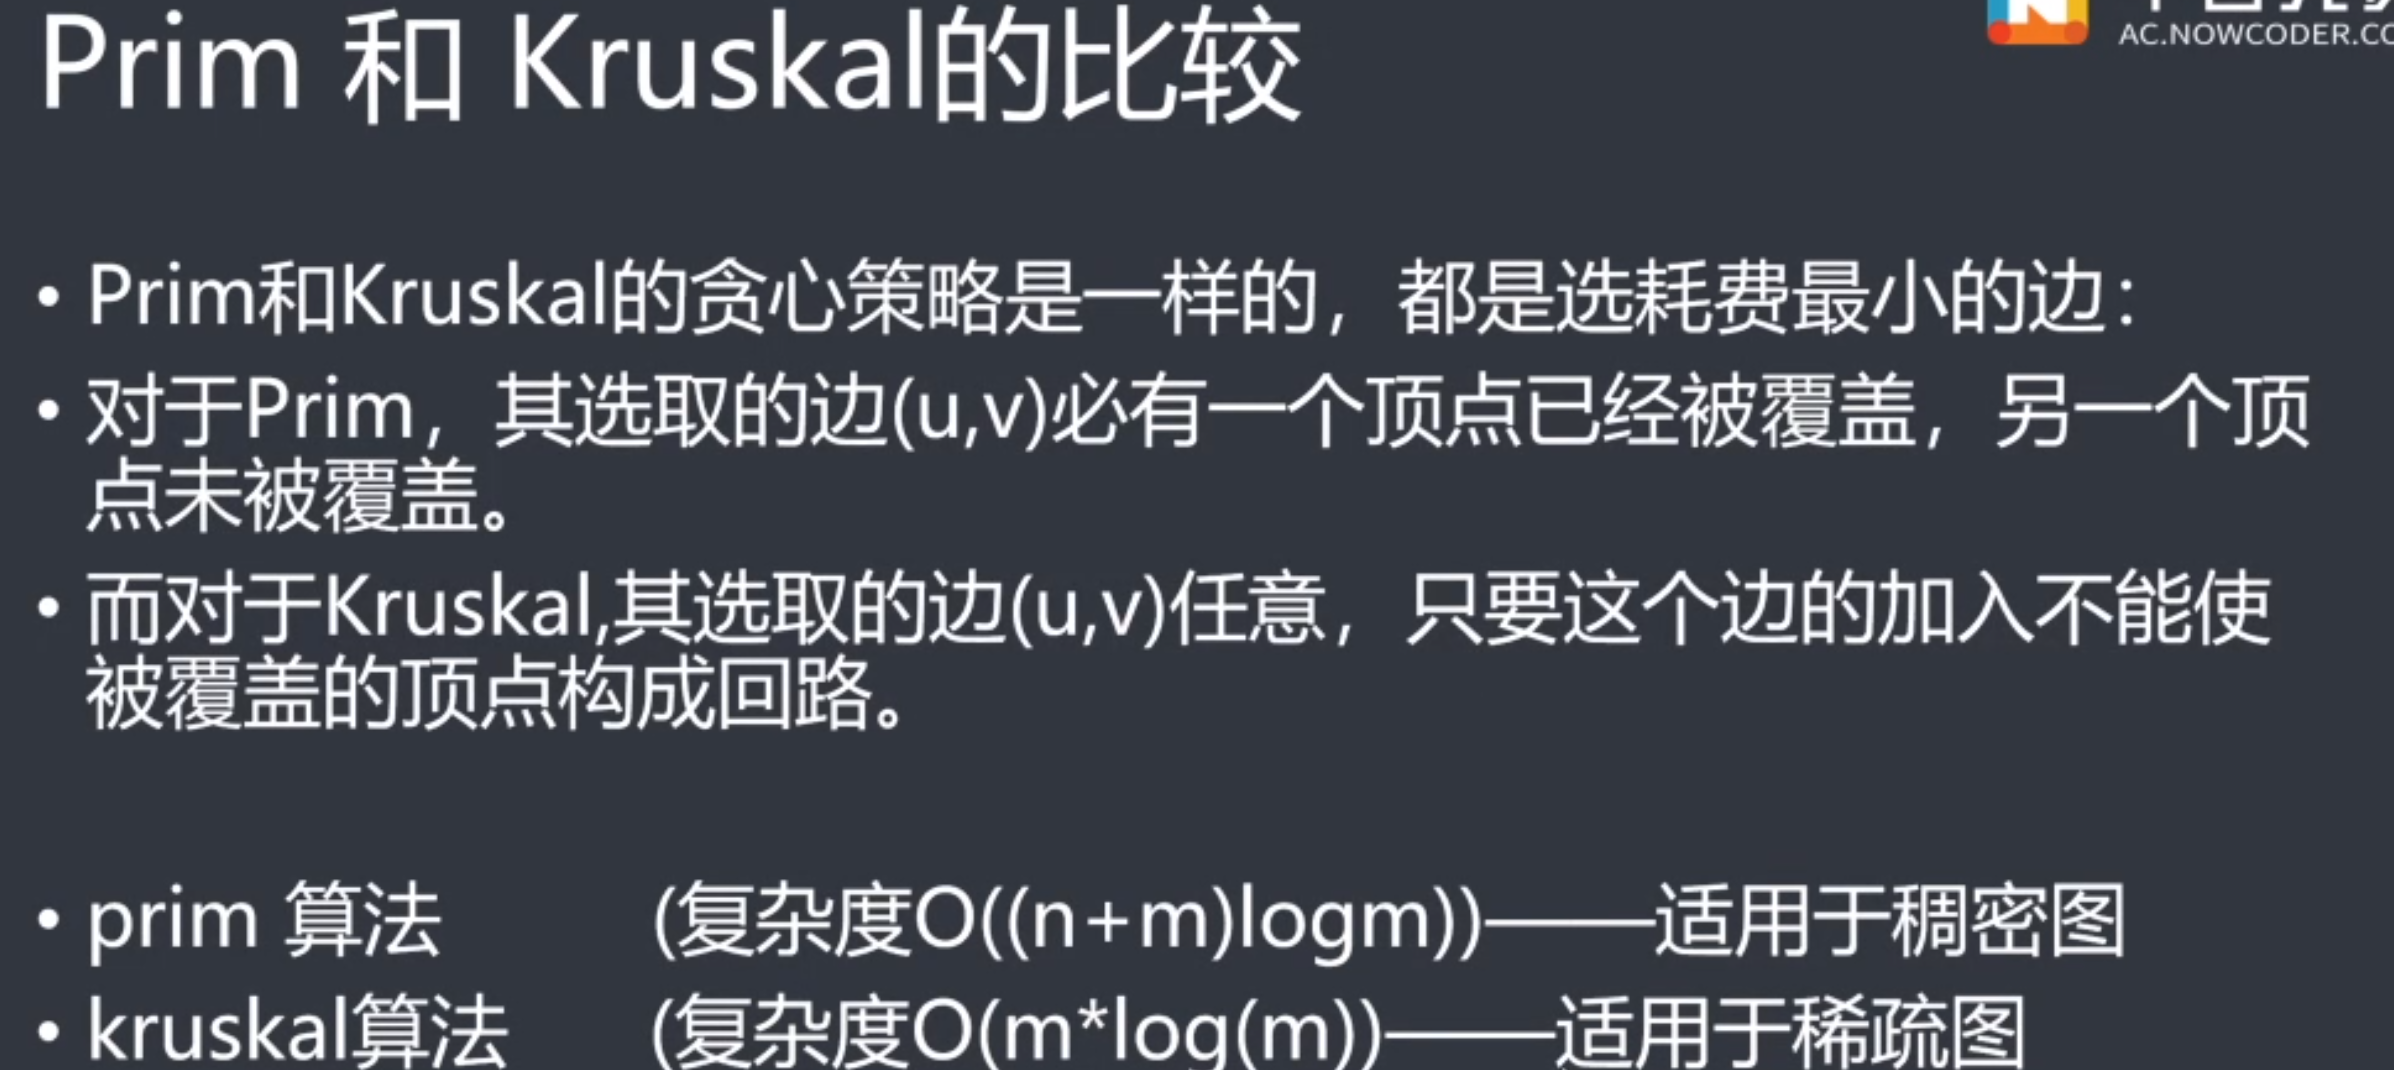 Prim 和 Kruskal的比较
AC.NOWCODER.CO
• Prim和Kruskal的贪心策略是一样的，都是选耗费最小的边：
• 对于Prim，其选取的边(u,v)必有一个顶点已经被覆盖，另一个顶
点未被覆盖。
• 而对于Kruskal,其选取的边(u,v)任意，只要这个边的加入不能使
被覆盖的顶点构成回路。
• prim 算法 (复杂度O((n+m)logm))——适用于稠密图
• kruskal算法 (复杂度O(m*log(m))——适用于稀疏图